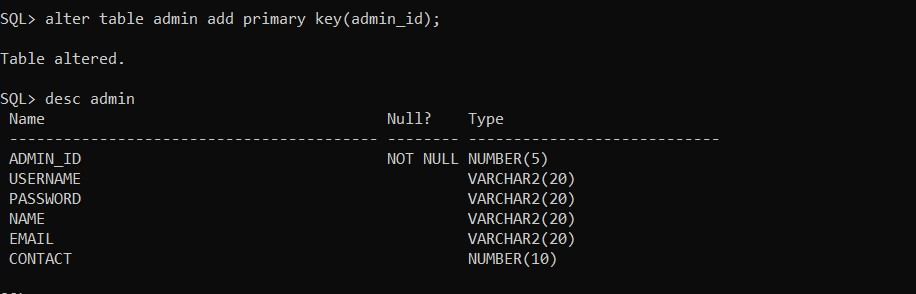 SQL> alter table admin add primary key(admin_id);
Table altered.
SQL> desc admin
Name Null? Type
----------------------------------------- -------- ----------------------------
ADMIN_ID NOT NULL NUMBER(5)
USERNAME VARCHAR2(20)
PASSWORD VARCHAR2(20)
NAME VARCHAR2(20)
EMAIL VARCHAR2(20)
CONTACT NUMBER(10)